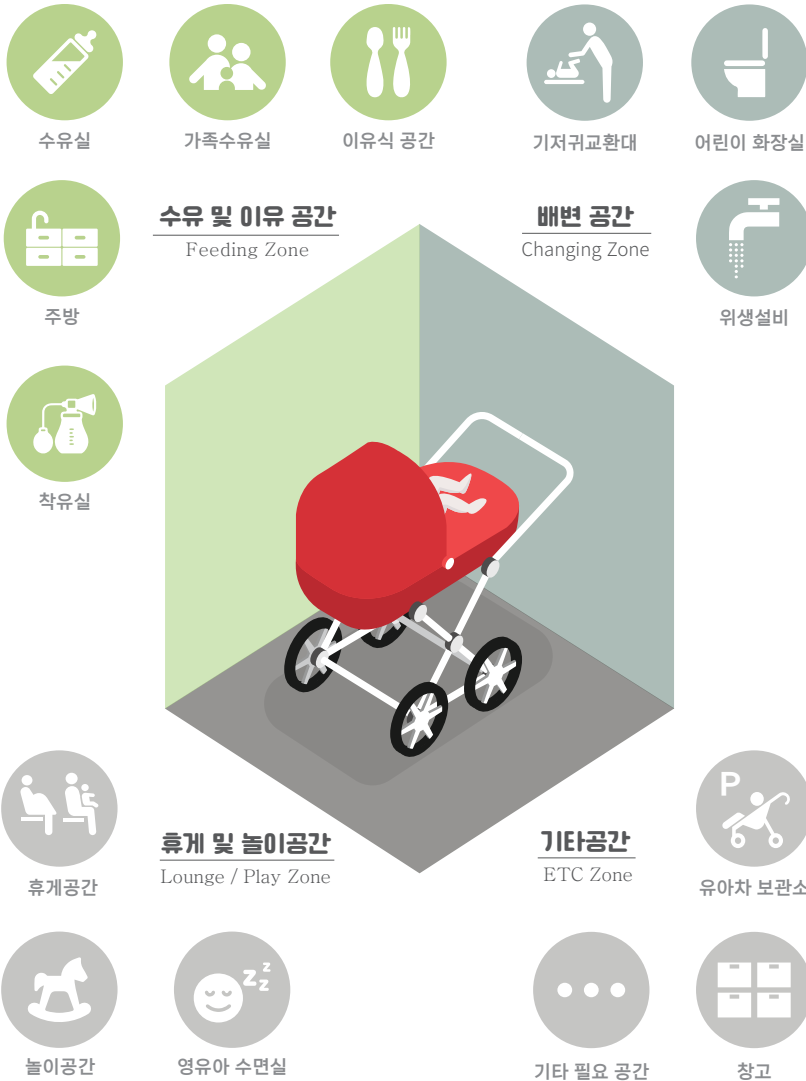 수유실
가족수유실
이유식 공간
기저귀교환대
어린이 화장실
수유 및 이유 공간
Feeding Zone
배변 공간
Changing Zone
주방
위생설비
착유실
P
휴게 및 놀이공간
Lounge / Play Zone
기타공간
ETC Zone
휴게공간
유아차 보관소
z z z
놀이공간
영유아 수면실
기타 필요 공간
창고